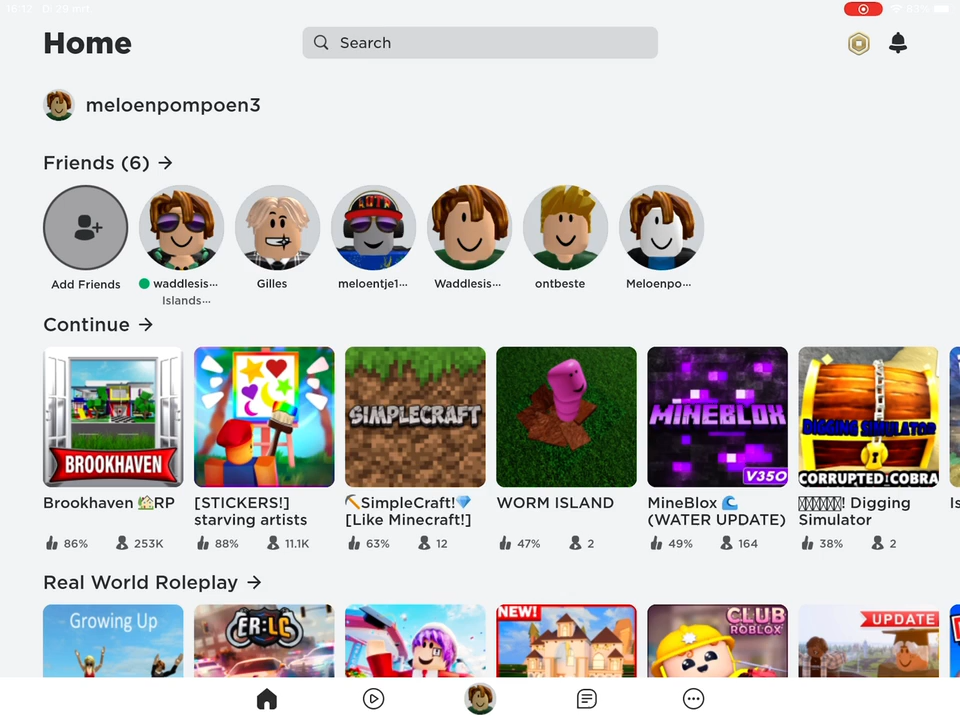 Home
Search
meloenpompoen3
Friends (6) →
Add Friends
waddlesis···
Islands···
Gilles
meloentje1···
Waddlesis···
ontbeste
Meloenpo···
Continue →
BROOKHAVEN
SIMPLECRAFT
MINEBLOX
V350
DIGGING SIMULATOR
CORRUPTED:COBRA
Brookhaven 🏡RP
[STICKERS!]
starving artists
⛏️SimpleCraft!💎
[Like Minecraft!]
WORM ISLAND
MineBlox 🌊
(WATER UPDATE)
! Digging
Simulator
86% 253K
88% 11.1K
63% 12
47% 2
49% 164
38% 2
Real World Roleplay →
Growing Up
ER:LC
NEW!
CLUB
ROBLOX
UPDATE